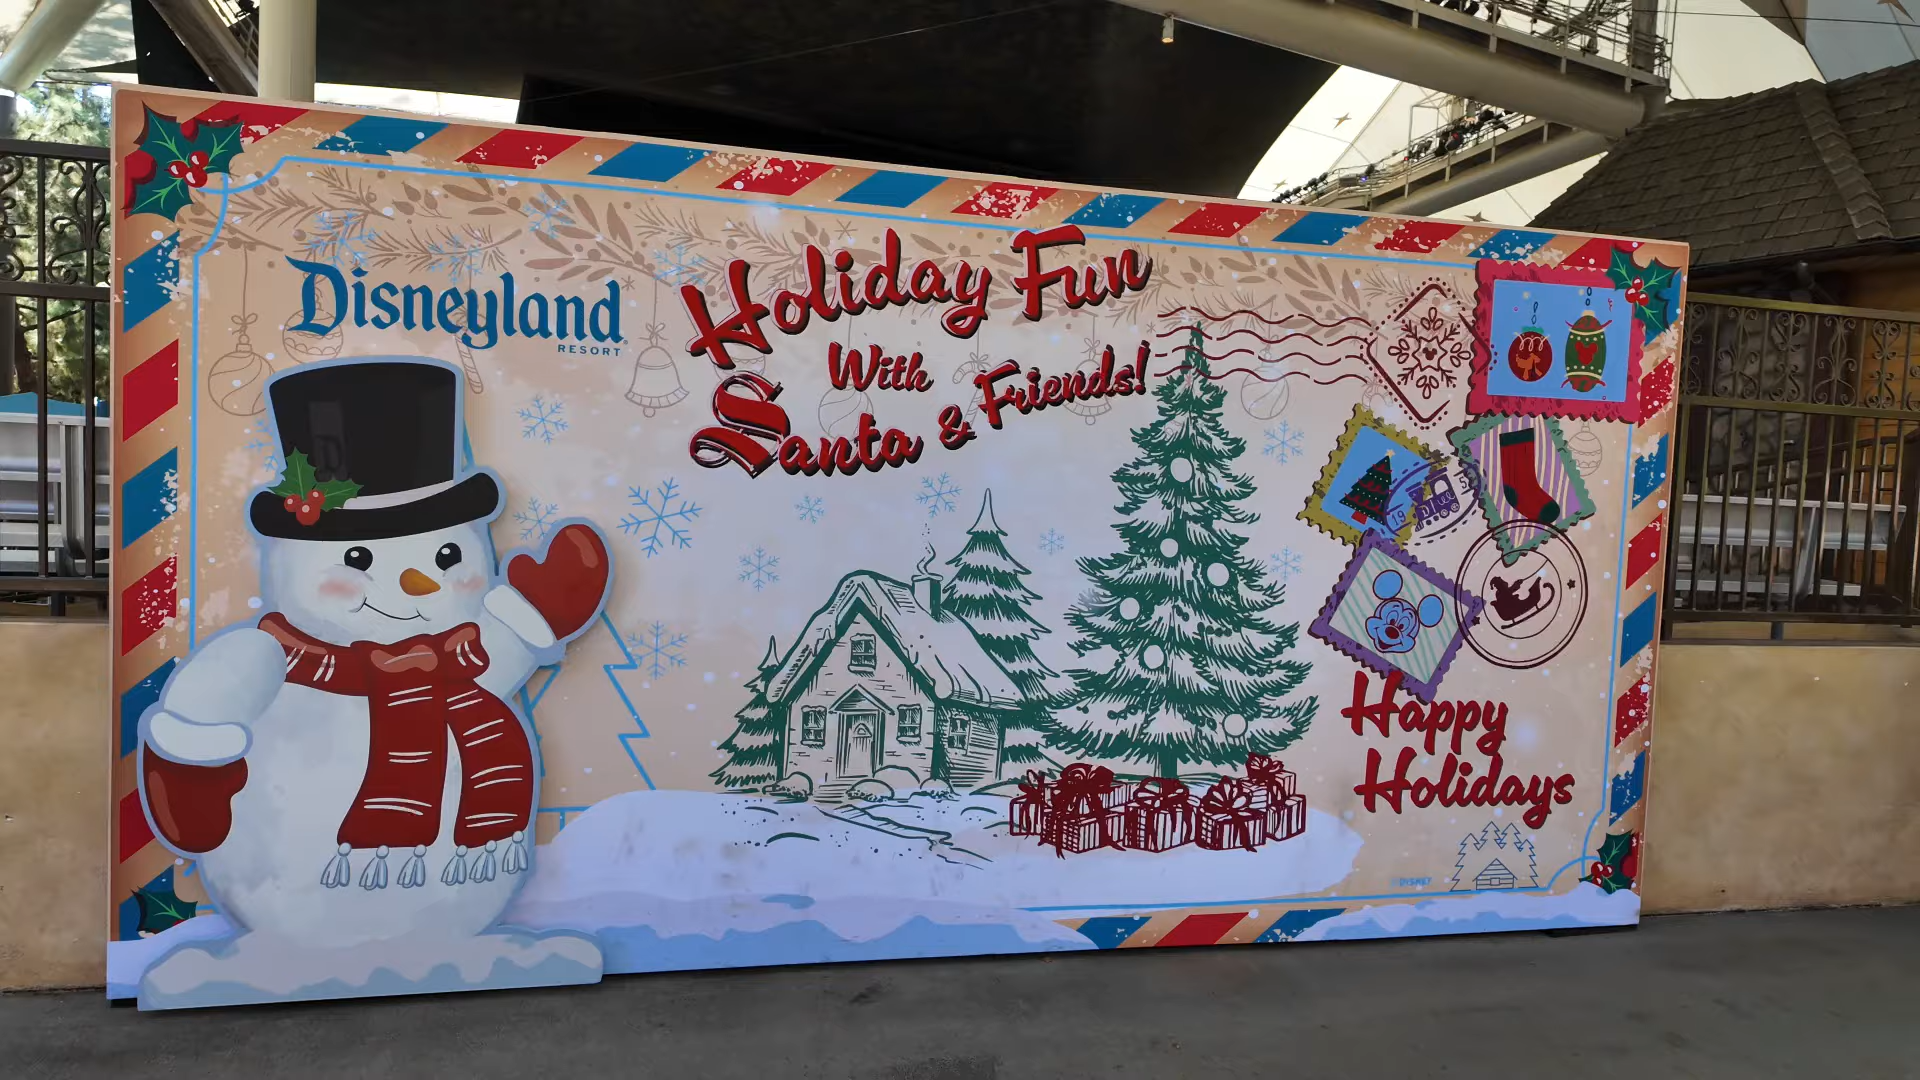 Disneyland
RESORT
Holiday Fun
With
Santa & Friends!
Happy
Holidays
©DISNEY